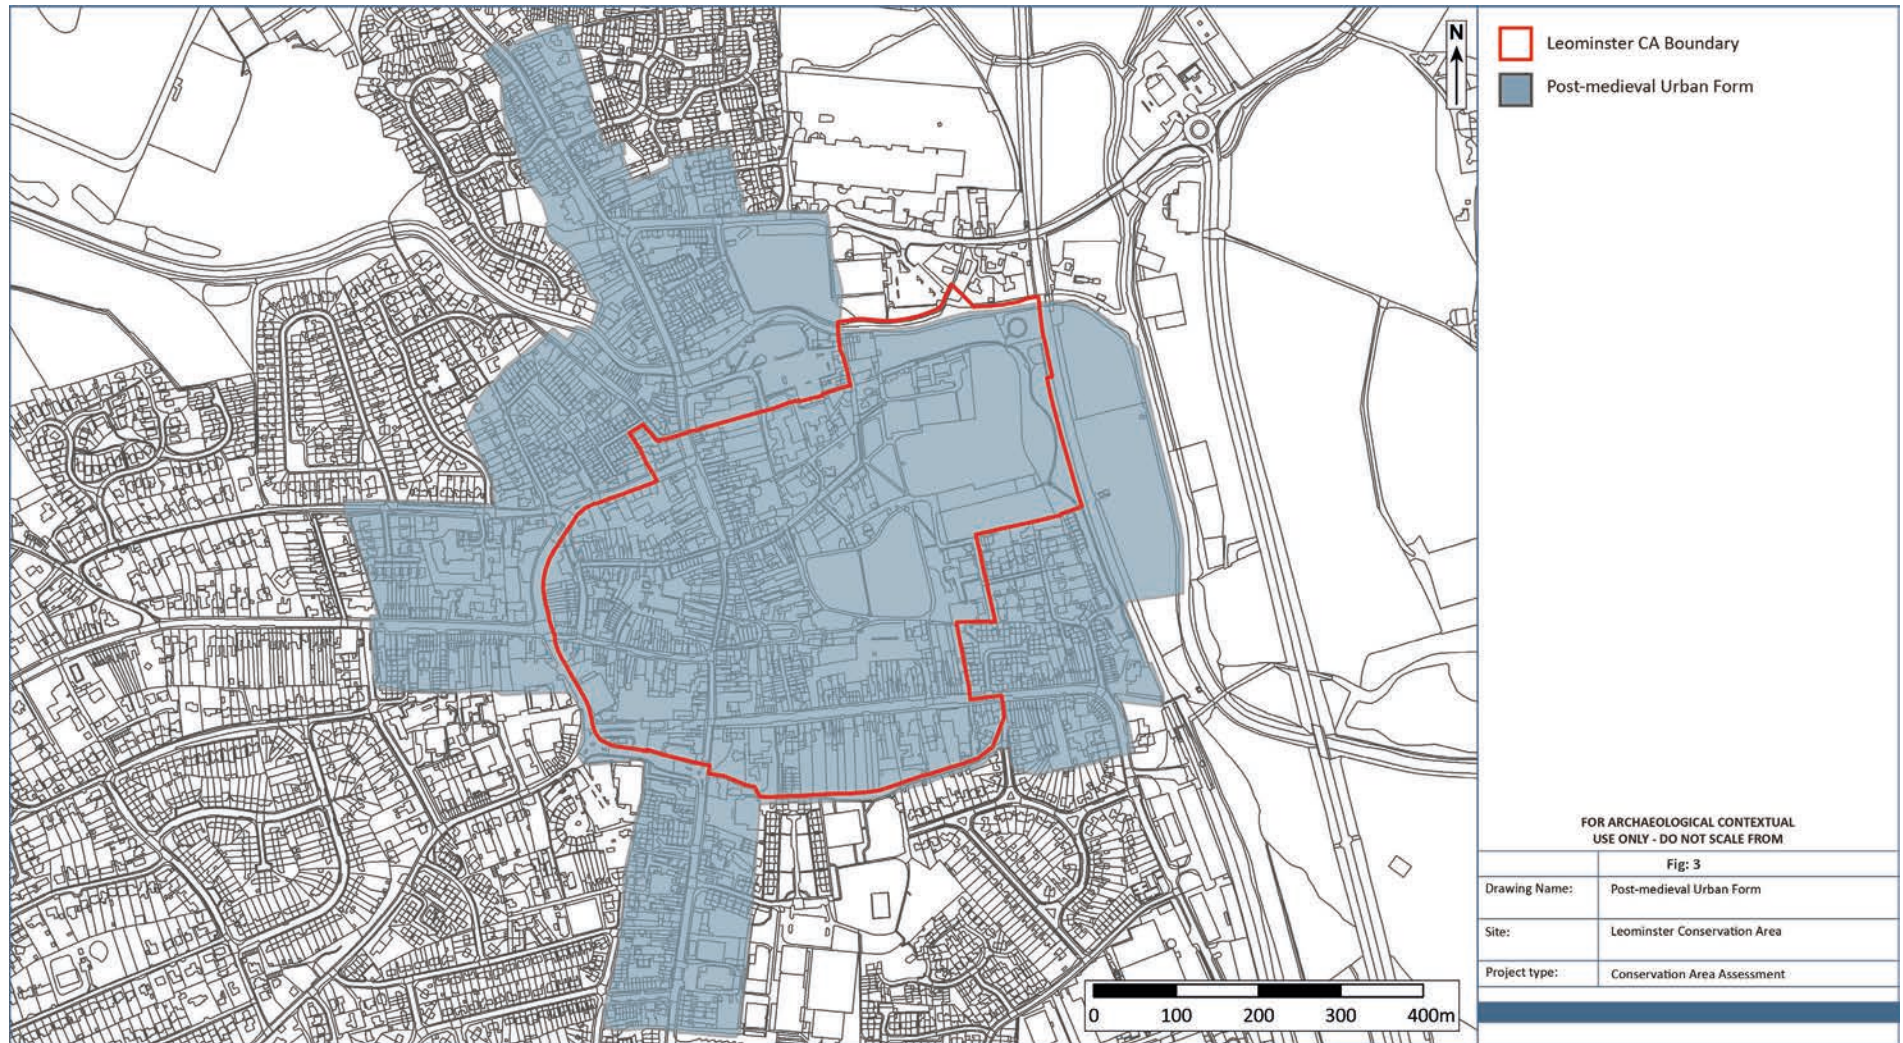 N
Leominster CA Boundary
Post-medieval Urban Form
FOR ARCHAEOLOGICAL CONTEXTUAL
USE ONLY - DO NOT SCALE FROM
Fig: 3
Drawing Name: Post-medieval Urban Form
Site: Leominster Conservation Area
Project type: Conservation Area Assessment
0 100 200 300 400m